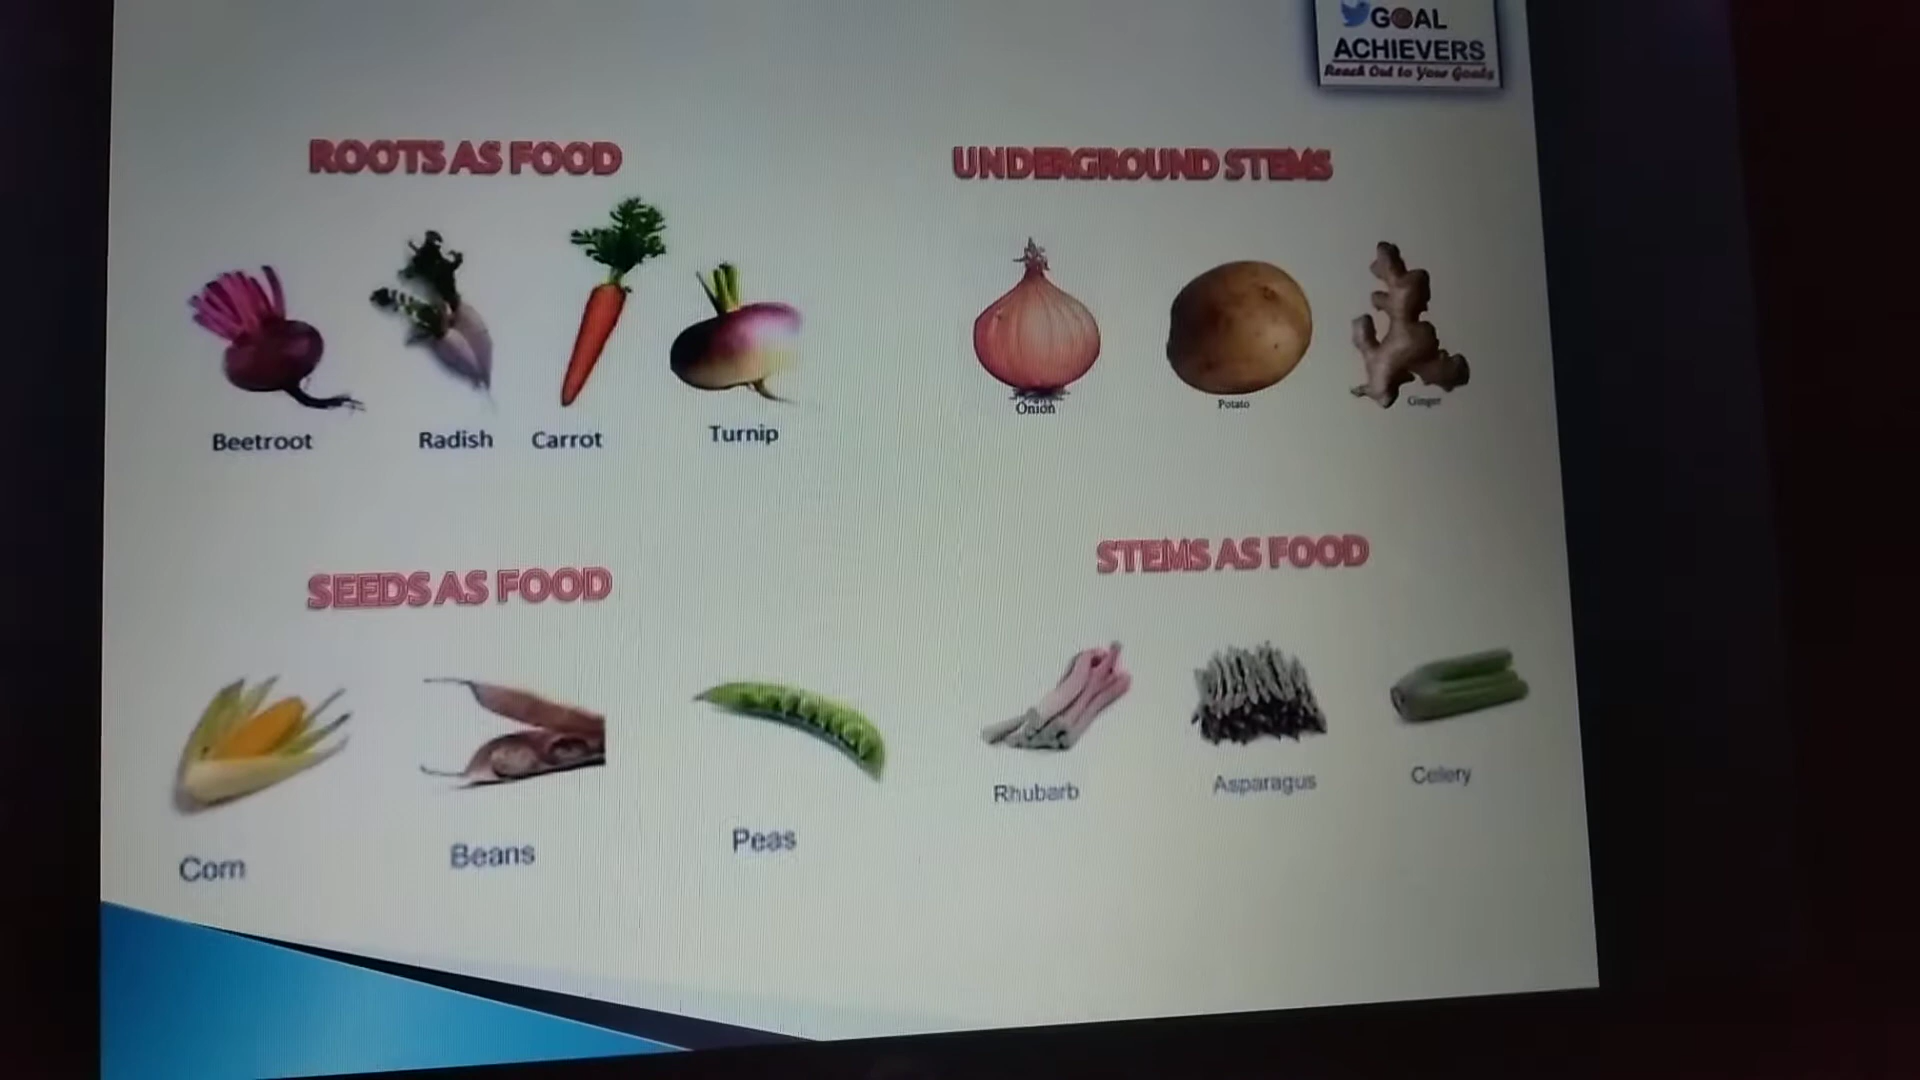 GOAL
ACHIEVERS
Reach Out to Your Goals
ROOTS AS FOOD
UNDERGROUND STEMS
Beetroot
Radish
Carrot
Turnip
Onion
Potato
Ginger
SEEDS AS FOOD
STEMS AS FOOD
Corn
Beans
Peas
Rhubarb
Asparagus
Celery